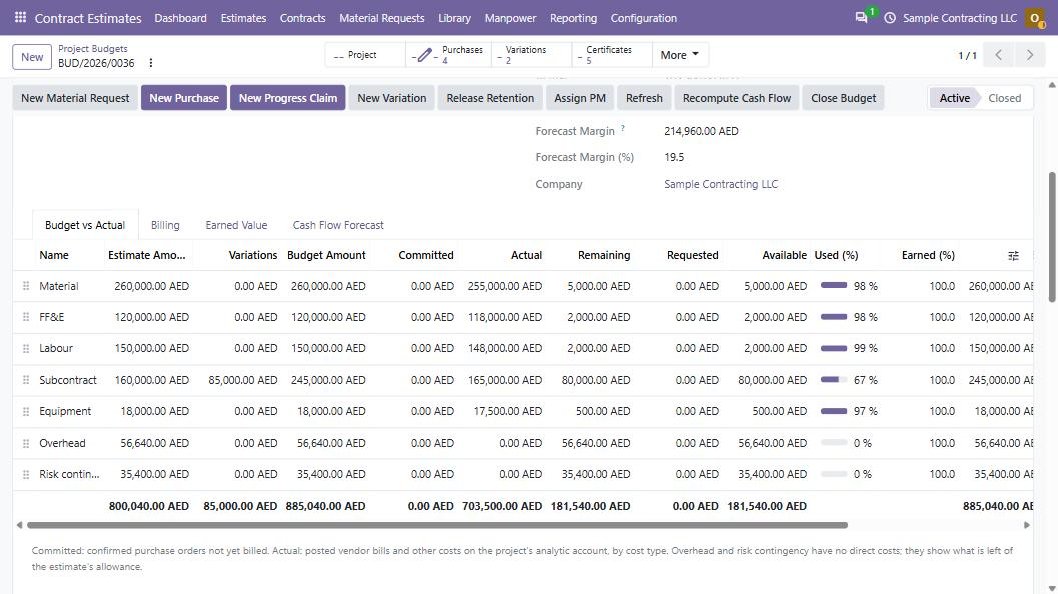 Contract Estimates Dashboard Estimates Contracts Material Requests Library Manpower Reporting Configuration 1 Sample Contracting LLC O
New Project Budgets
BUD/2026/0036
-- Project
Purchases
4
Variations
2
Certificates
5
More
1 / 1
New Material Request New Purchase New Progress Claim New Variation Release Retention Assign PM Refresh Recompute Cash Flow Close Budget Active Closed
Forecast Margin ? 214,960.00 AED
Forecast Margin (%) 19.5
Company Sample Contracting LLC
Budget vs Actual Billing Earned Value Cash Flow Forecast
Name Estimate Amo... Variations Budget Amount Committed Actual Remaining Requested Available Used (%) Earned (%)
Material 260,000.00 AED 0.00 AED 260,000.00 AED 0.00 AED 255,000.00 AED 5,000.00 AED 0.00 AED 5,000.00 AED 98 % 100.0 260,000.00 AE
FF&E 120,000.00 AED 0.00 AED 120,000.00 AED 0.00 AED 118,000.00 AED 2,000.00 AED 0.00 AED 2,000.00 AED 98 % 100.0 120,000.00 AE
Labour 150,000.00 AED 0.00 AED 150,000.00 AED 0.00 AED 148,000.00 AED 2,000.00 AED 0.00 AED 2,000.00 AED 99 % 100.0 150,000.00 AE
Subcontract 160,000.00 AED 85,000.00 AED 245,000.00 AED 0.00 AED 165,000.00 AED 80,000.00 AED 0.00 AED 80,000.00 AED 67 % 100.0 245,000.00 AE
Equipment 18,000.00 AED 0.00 AED 18,000.00 AED 0.00 AED 17,500.00 AED 500.00 AED 0.00 AED 500.00 AED 97 % 100.0 18,000.00 AE
Overhead 56,640.00 AED 0.00 AED 56,640.00 AED 0.00 AED 0.00 AED 56,640.00 AED 0.00 AED 56,640.00 AED 0 % 100.0 56,640.00 AE
Risk contin... 35,400.00 AED 0.00 AED 35,400.00 AED 0.00 AED 0.00 AED 35,400.00 AED 0.00 AED 35,400.00 AED 0 % 100.0 35,400.00 AE
800,040.00 AED 85,000.00 AED 885,040.00 AED 0.00 AED 703,500.00 AED 181,540.00 AED 0.00 AED 181,540.00 AED 885,040.00 AE
Committed: confirmed purchase orders not yet billed. Actual: posted vendor bills and other costs on the project's analytic account, by cost type. Overhead and risk contingency have no direct costs; they show what is left of
the estimate's allowance.